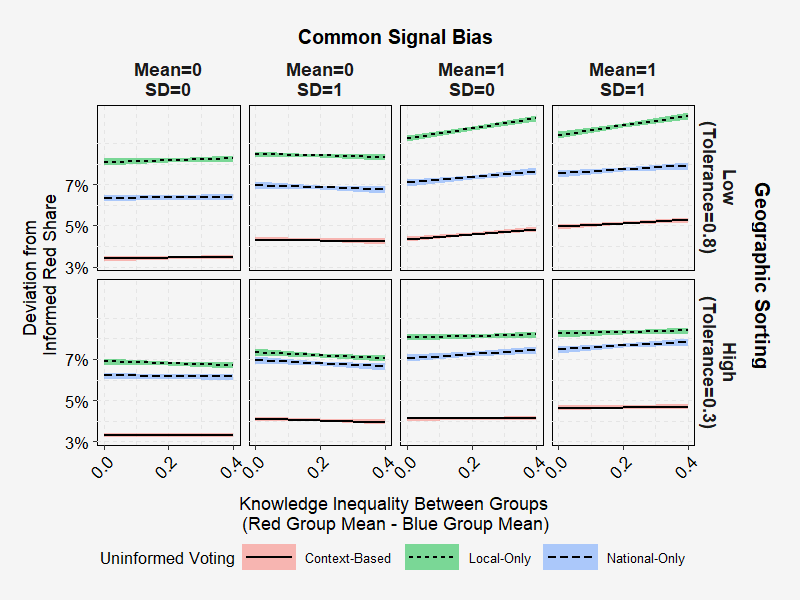 Common Signal Bias
Mean=0
SD=0
Mean=0
SD=1
Mean=1
SD=0
Mean=1
SD=1
Deviation from
Informed Red Share
7%
5%
3%
7%
5%
3%
Low
(Tolerance=0.8)
High
(Tolerance=0.3)
Geographic Sorting
0.0
0.2
0.4
0.0
0.2
0.4
0.0
0.2
0.4
0.0
0.2
0.4
Knowledge Inequality Between Groups
(Red Group Mean - Blue Group Mean)
Uninformed Voting
Context-Based
Local-Only
National-Only